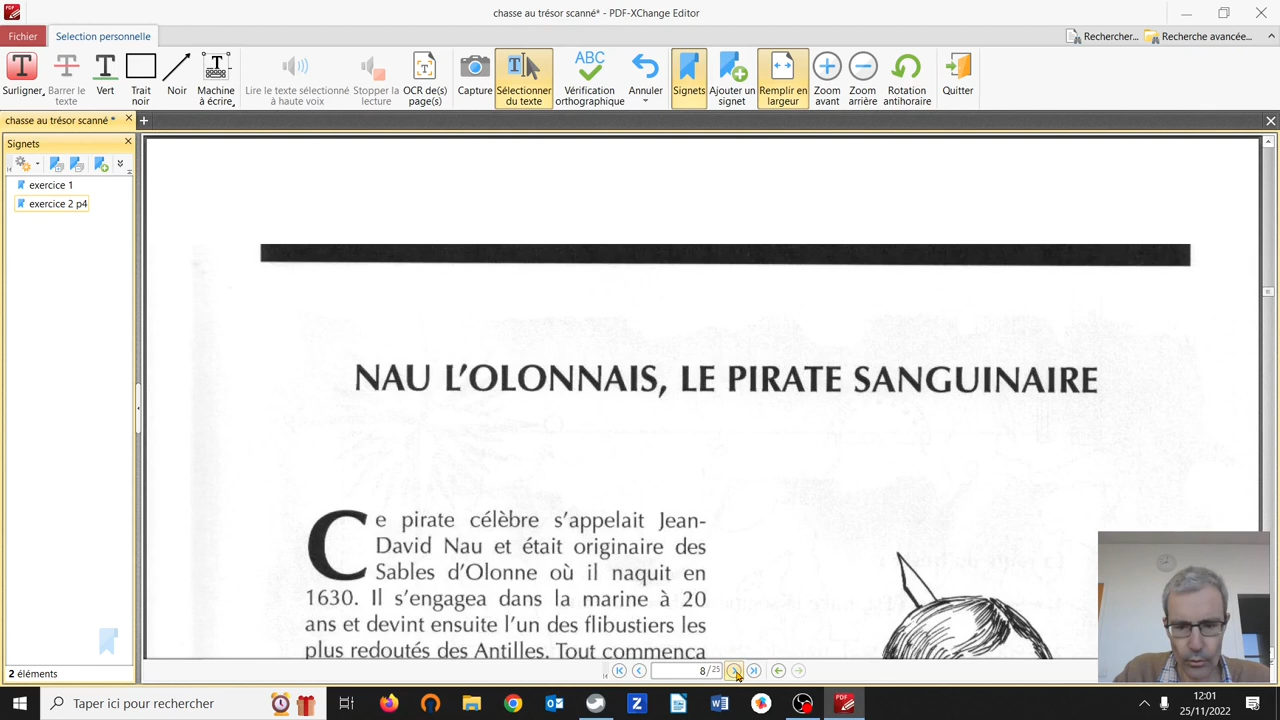 chasse au trésor scanné* - PDF-XChange Editor
Fichier
Selection personnelle
Rechercher...
Recherche avancée...
Surligner
Barrer le texte
Vert
Trait noir
Noir
Machine à écrire
Lire le texte sélectionné à haute voix
Stopper la lecture
OCR de(s) page(s)
Capture
Sélectionner du texte
ABC
Vérification orthographique
Annuler
Signets
Ajouter un signet
Remplir en largeur
Zoom avant
Zoom arrière
Rotation antihoraire
Quitter
chasse au trésor scanné *
Signets
exercice 1
exercice 2 p4
NAU L'OLONNAIS, LE PIRATE SANGUINAIRE
Ce pirate célèbre s'appelait Jean-
David Nau et était originaire des
Sables d'Olonne où il naquit en
1630. Il s'engagea dans la marine à 20
ans et devint ensuite l'un des flibustiers les
plus redoutés des Antilles. Tout commença
2 éléments
8 /25
Taper ici pour rechercher
12:01
25/11/2022